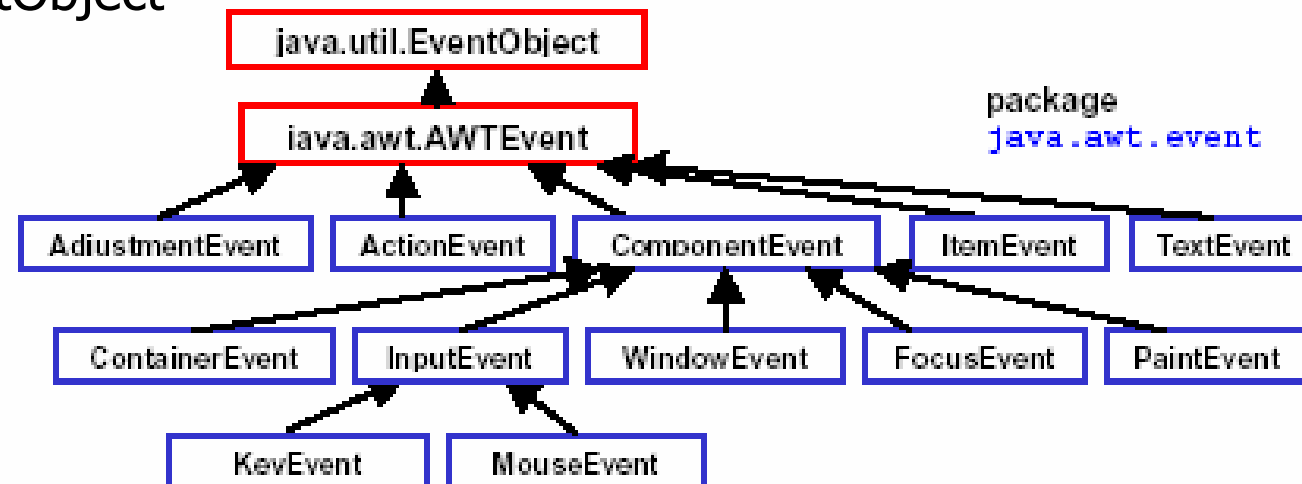 tObject
java.util.EventObject
package
java.awt.AWTEvent
java.awt.event
AdjustmentEvent
ActionEvent
ComponentEvent
ItemEvent
TextEvent
ContainerEvent
InputEvent
WindowEvent
FocusEvent
PaintEvent
KeyEvent
MouseEvent